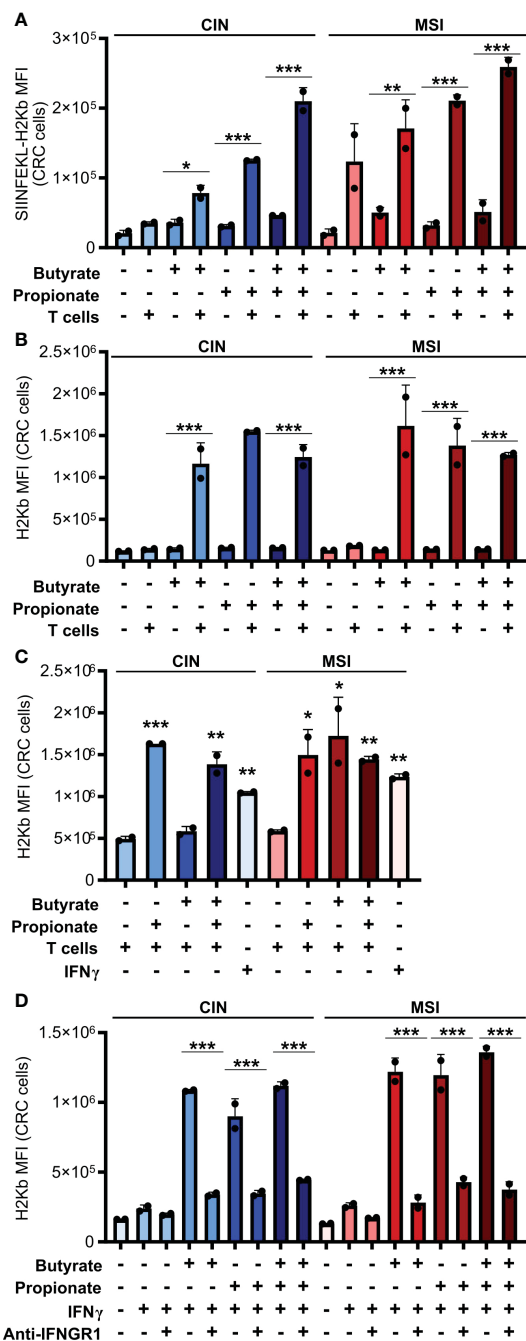 A
CIN MSI
SIINFEKL-H2Kb MFI
(CRC cells)
3×10⁵
2×10⁵
1×10⁵
0
* *** *** ** *** ***
Butyrate - - + + - - + + - - + + - - + +
Propionate - - - - + + + + - - - - + + + +
T cells - + - + - + - + - + - + - + - +
B
CIN MSI
H2Kb MFI (CRC cells)
2.5×10⁶
2×10⁶
1.5×10⁶
1×10⁶
5×10⁵
0
*** *** *** *** ***
Butyrate - - + + - - + + - - + + - - + +
Propionate - - - - + + + + - - - - + + + +
T cells - + - + - + - + - + - + - + - +
C
CIN MSI
H2Kb MFI (CRC cells)
2.5×10⁶
2×10⁶
1.5×10⁶
1×10⁶
5×10⁵
0
*** ** ** * * ** **
Butyrate - - + + - - - + + -
Propionate - + - + - - + - + -
T cells + + + + - + + + + -
IFNγ - - - - + - - - - +
D
CIN MSI
H2Kb MFI (CRC cells)
1.5×10⁶
1×10⁶
5×10⁵
0
*** *** *** *** *** ***
Butyrate - - - + + - - + + - - - + + - - + +
Propionate - - - - - + + + + - - - - - + + + +
IFNγ - + + + + + + + + - + + + + + + + +
Anti-IFNGR1 - - + - + - + - + - - + - + - + - +